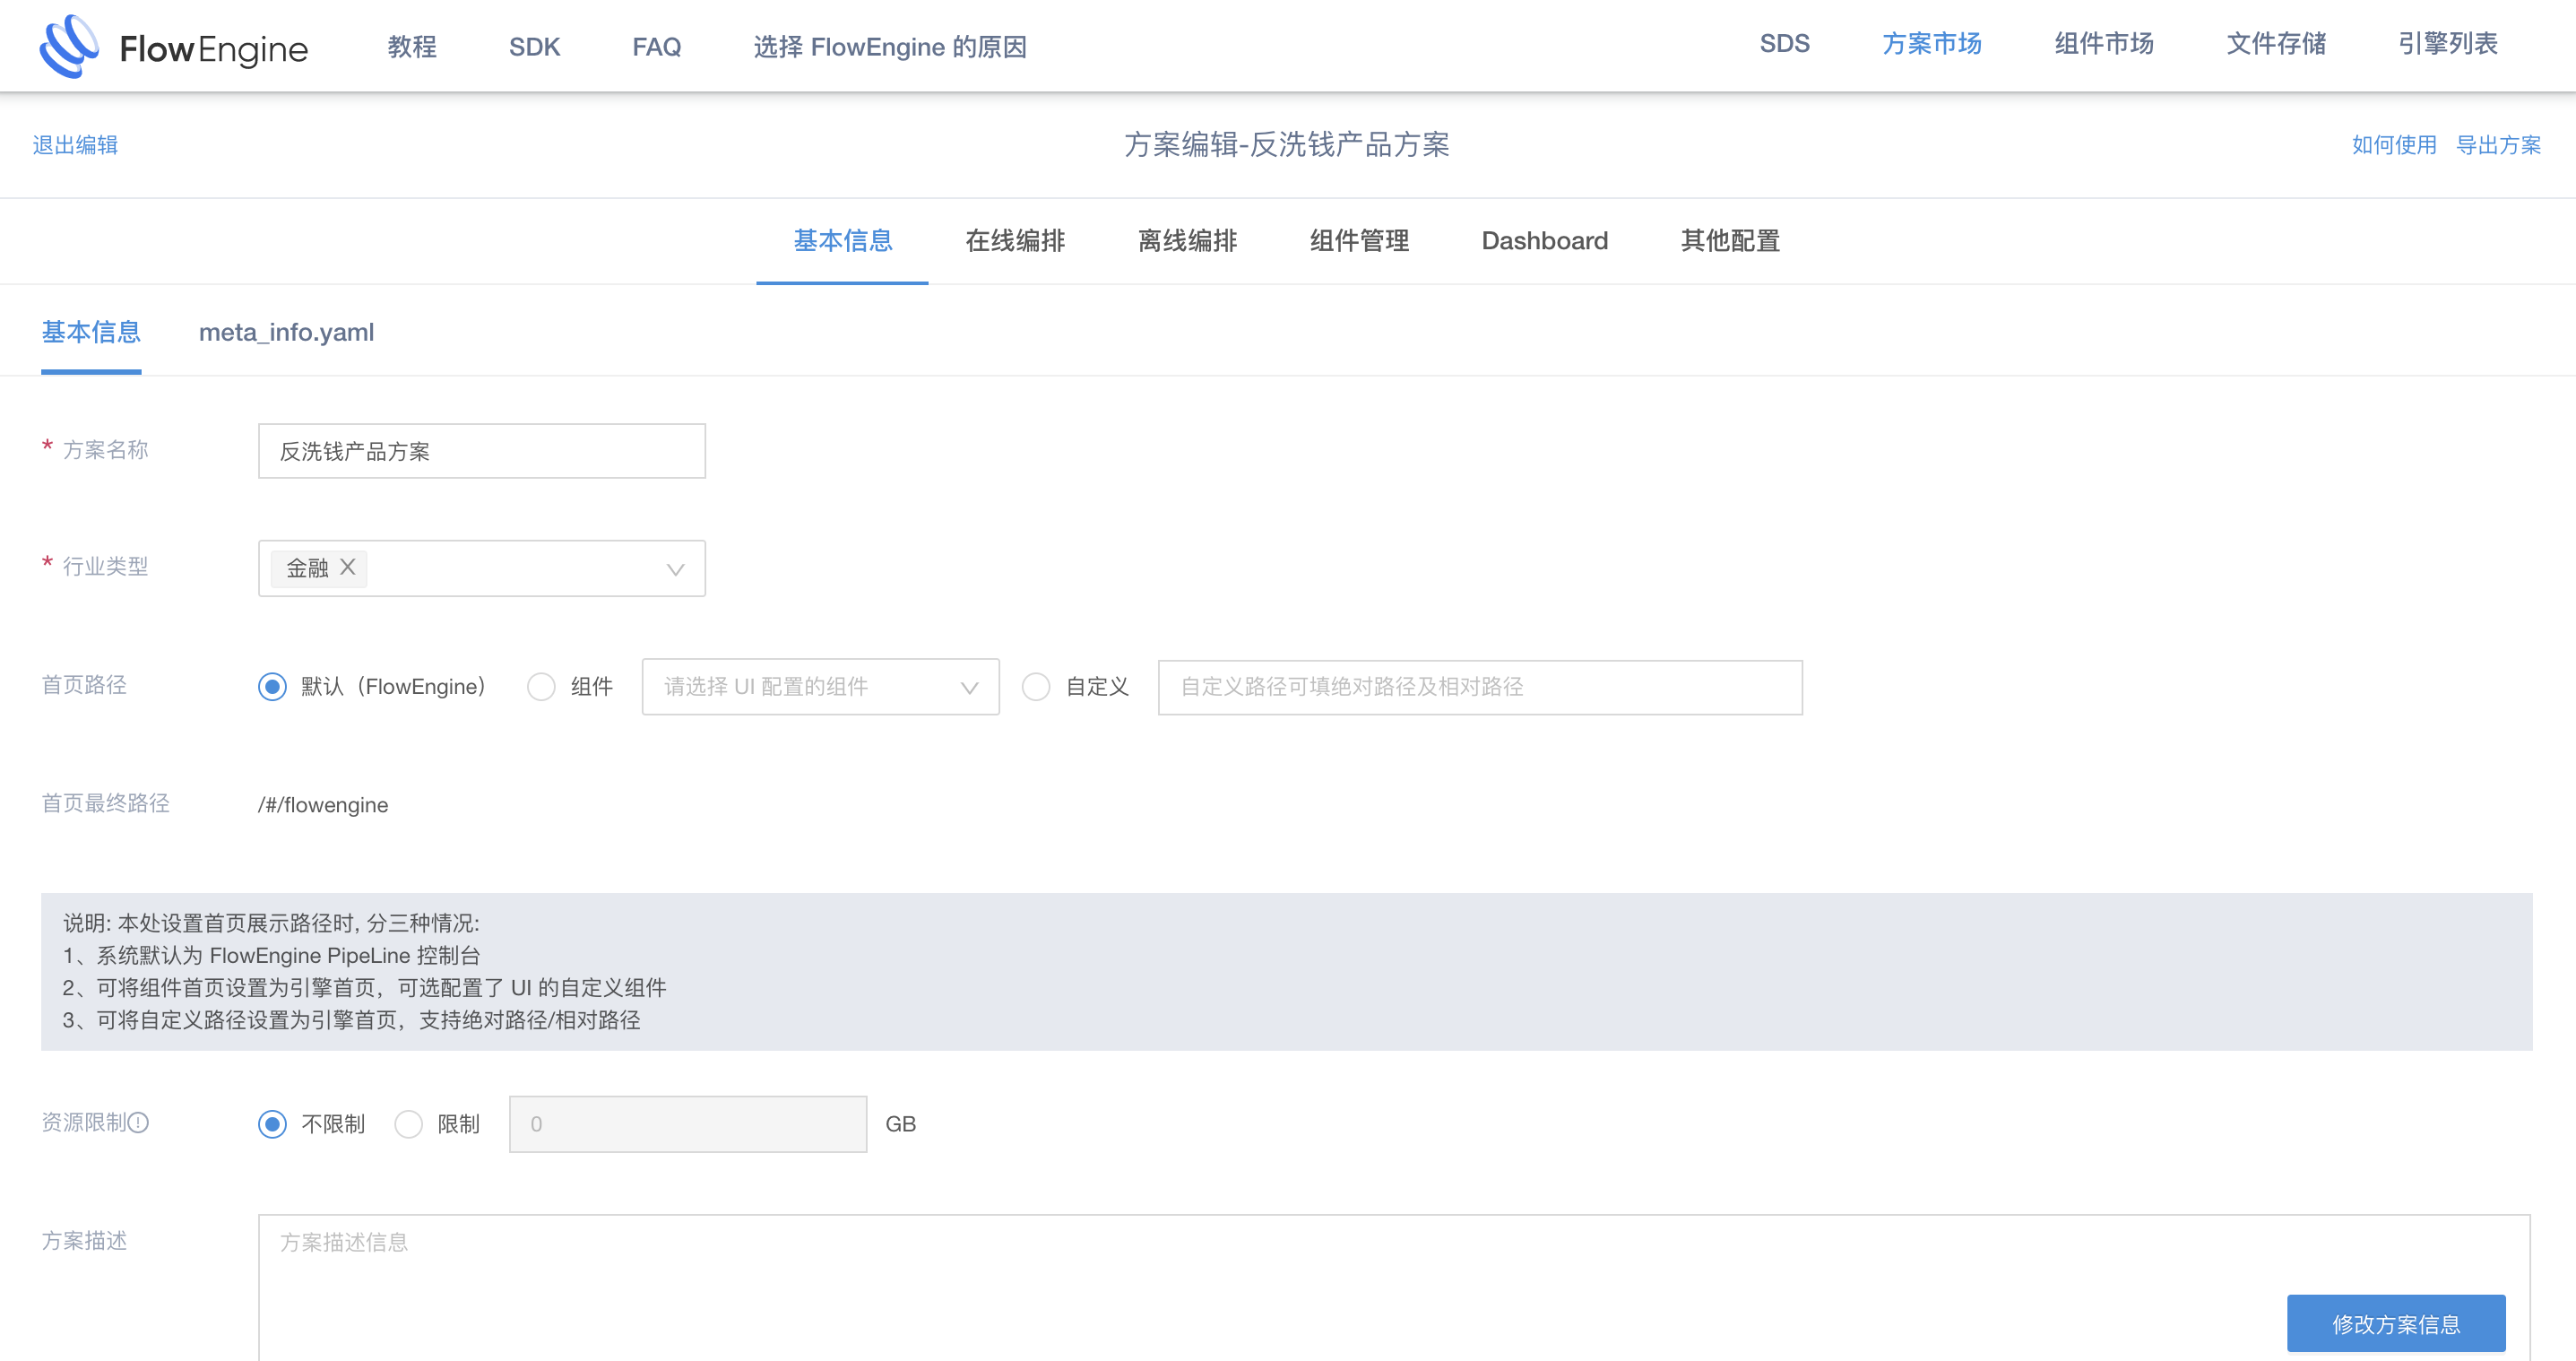 FlowEngine 教程 SDK FAQ 选择 FlowEngine 的原因 SDS 方案市场 组件市场 文件存储 引擎列表
退出编辑 方案编辑-反洗钱产品方案 如何使用 导出方案
基本信息 在线编排 离线编排 组件管理 Dashboard 其他配置
基本信息 meta_info.yaml
* 方案名称 反洗钱产品方案
* 行业类型 金融 X
首页路径 默认（FlowEngine） 组件 请选择 UI 配置的组件 自定义 自定义路径可填绝对路径及相对路径
首页最终路径 /#/flowengine
说明: 本处设置首页展示路径时, 分三种情况:
1、系统默认为 FlowEngine PipeLine 控制台
2、可将组件首页设置为引擎首页，可选配置了 UI 的自定义组件
3、可将自定义路径设置为引擎首页，支持绝对路径/相对路径
资源限制 不限制 限制 0 GB
方案描述 方案描述信息
修改方案信息